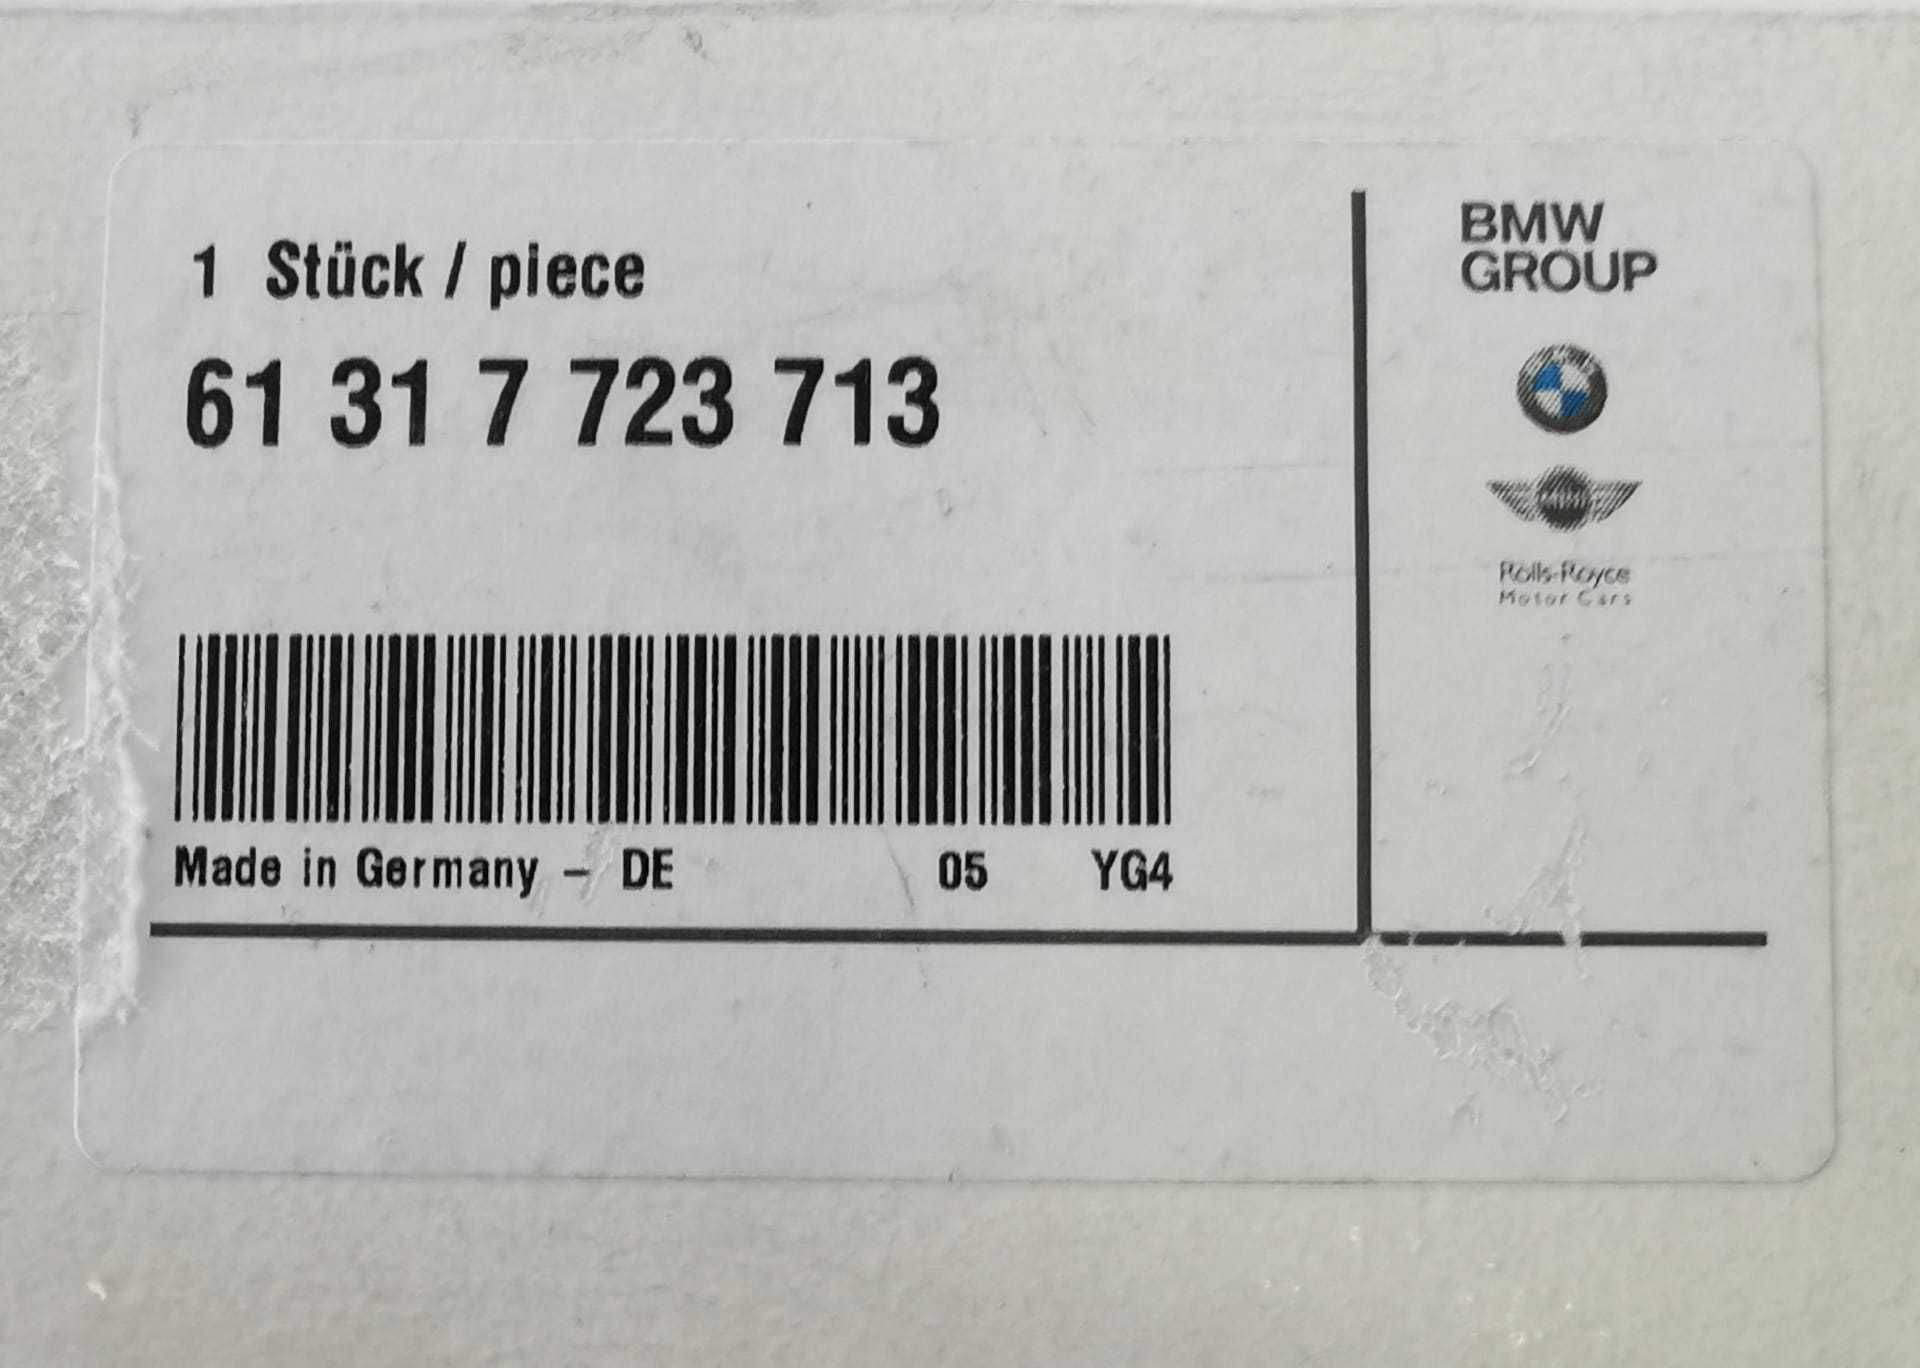 1 Stück / piece
61 31 7 723 713
Made in Germany – DE 05 YG4
BMW
GROUP
MINI
Rolls-Royce
Motor Cars